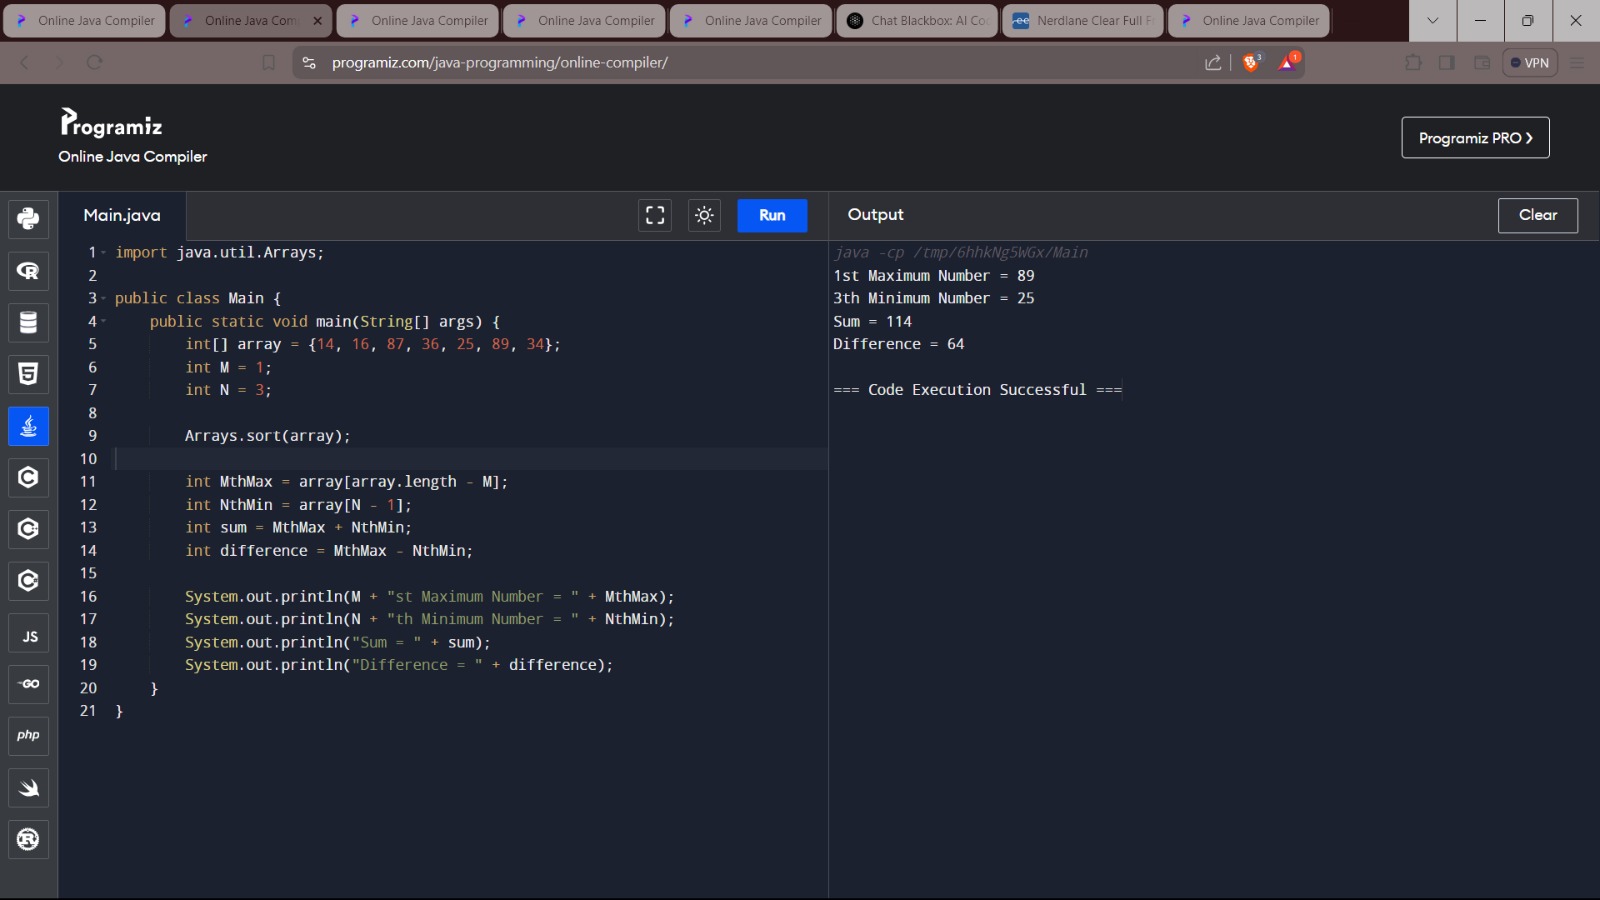 Online Java Compiler
Online Java Com
Online Java Compiler
Online Java Compiler
Online Java Compiler
Chat Blackbox: AI Co
Nerdlane Clear Full F
Online Java Compiler
programiz.com/java-programming/online-compiler/
3
1
VPN
Programiz
Online Java Compiler
Programiz PRO ❯
Main.java
Run
Output
Clear
1 import java.util.Arrays;
2
3 public class Main {
4 public static void main(String[] args) {
5 int[] array = {14, 16, 87, 36, 25, 89, 34};
6 int M = 1;
7 int N = 3;
8
9 Arrays.sort(array);
10
11 int MthMax = array[array.length - M];
12 int NthMin = array[N - 1];
13 int sum = MthMax + NthMin;
14 int difference = MthMax - NthMin;
15
16 System.out.println(M + "st Maximum Number = " + MthMax);
17 System.out.println(N + "th Minimum Number = " + NthMin);
18 System.out.println("Sum = " + sum);
19 System.out.println("Difference = " + difference);
20 }
21 }
java -cp /tmp/6hhkNg5WGx/Main
1st Maximum Number = 89
3th Minimum Number = 25
Sum = 114
Difference = 64
=== Code Execution Successful ===
R
5
C
C
C
JS
GO
php
R